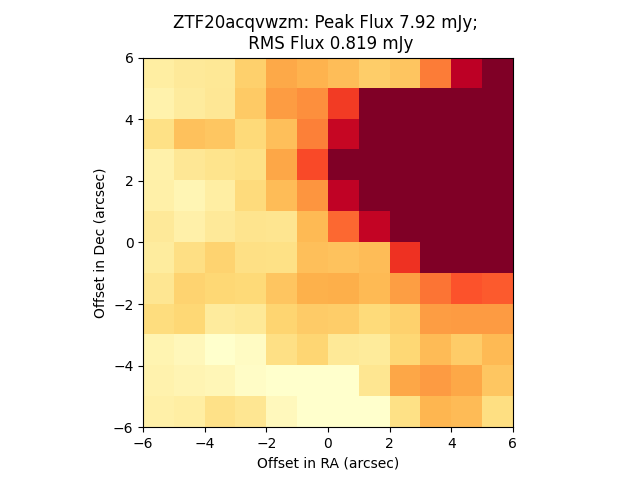 ZTF20acqvwzm: Peak Flux 7.92 mJy;
RMS Flux 0.819 mJy
6
4
2
0
−2
−4
−6
Offset in Dec (arcsec)
−6 −4 −2 0 2 4 6
Offset in RA (arcsec)